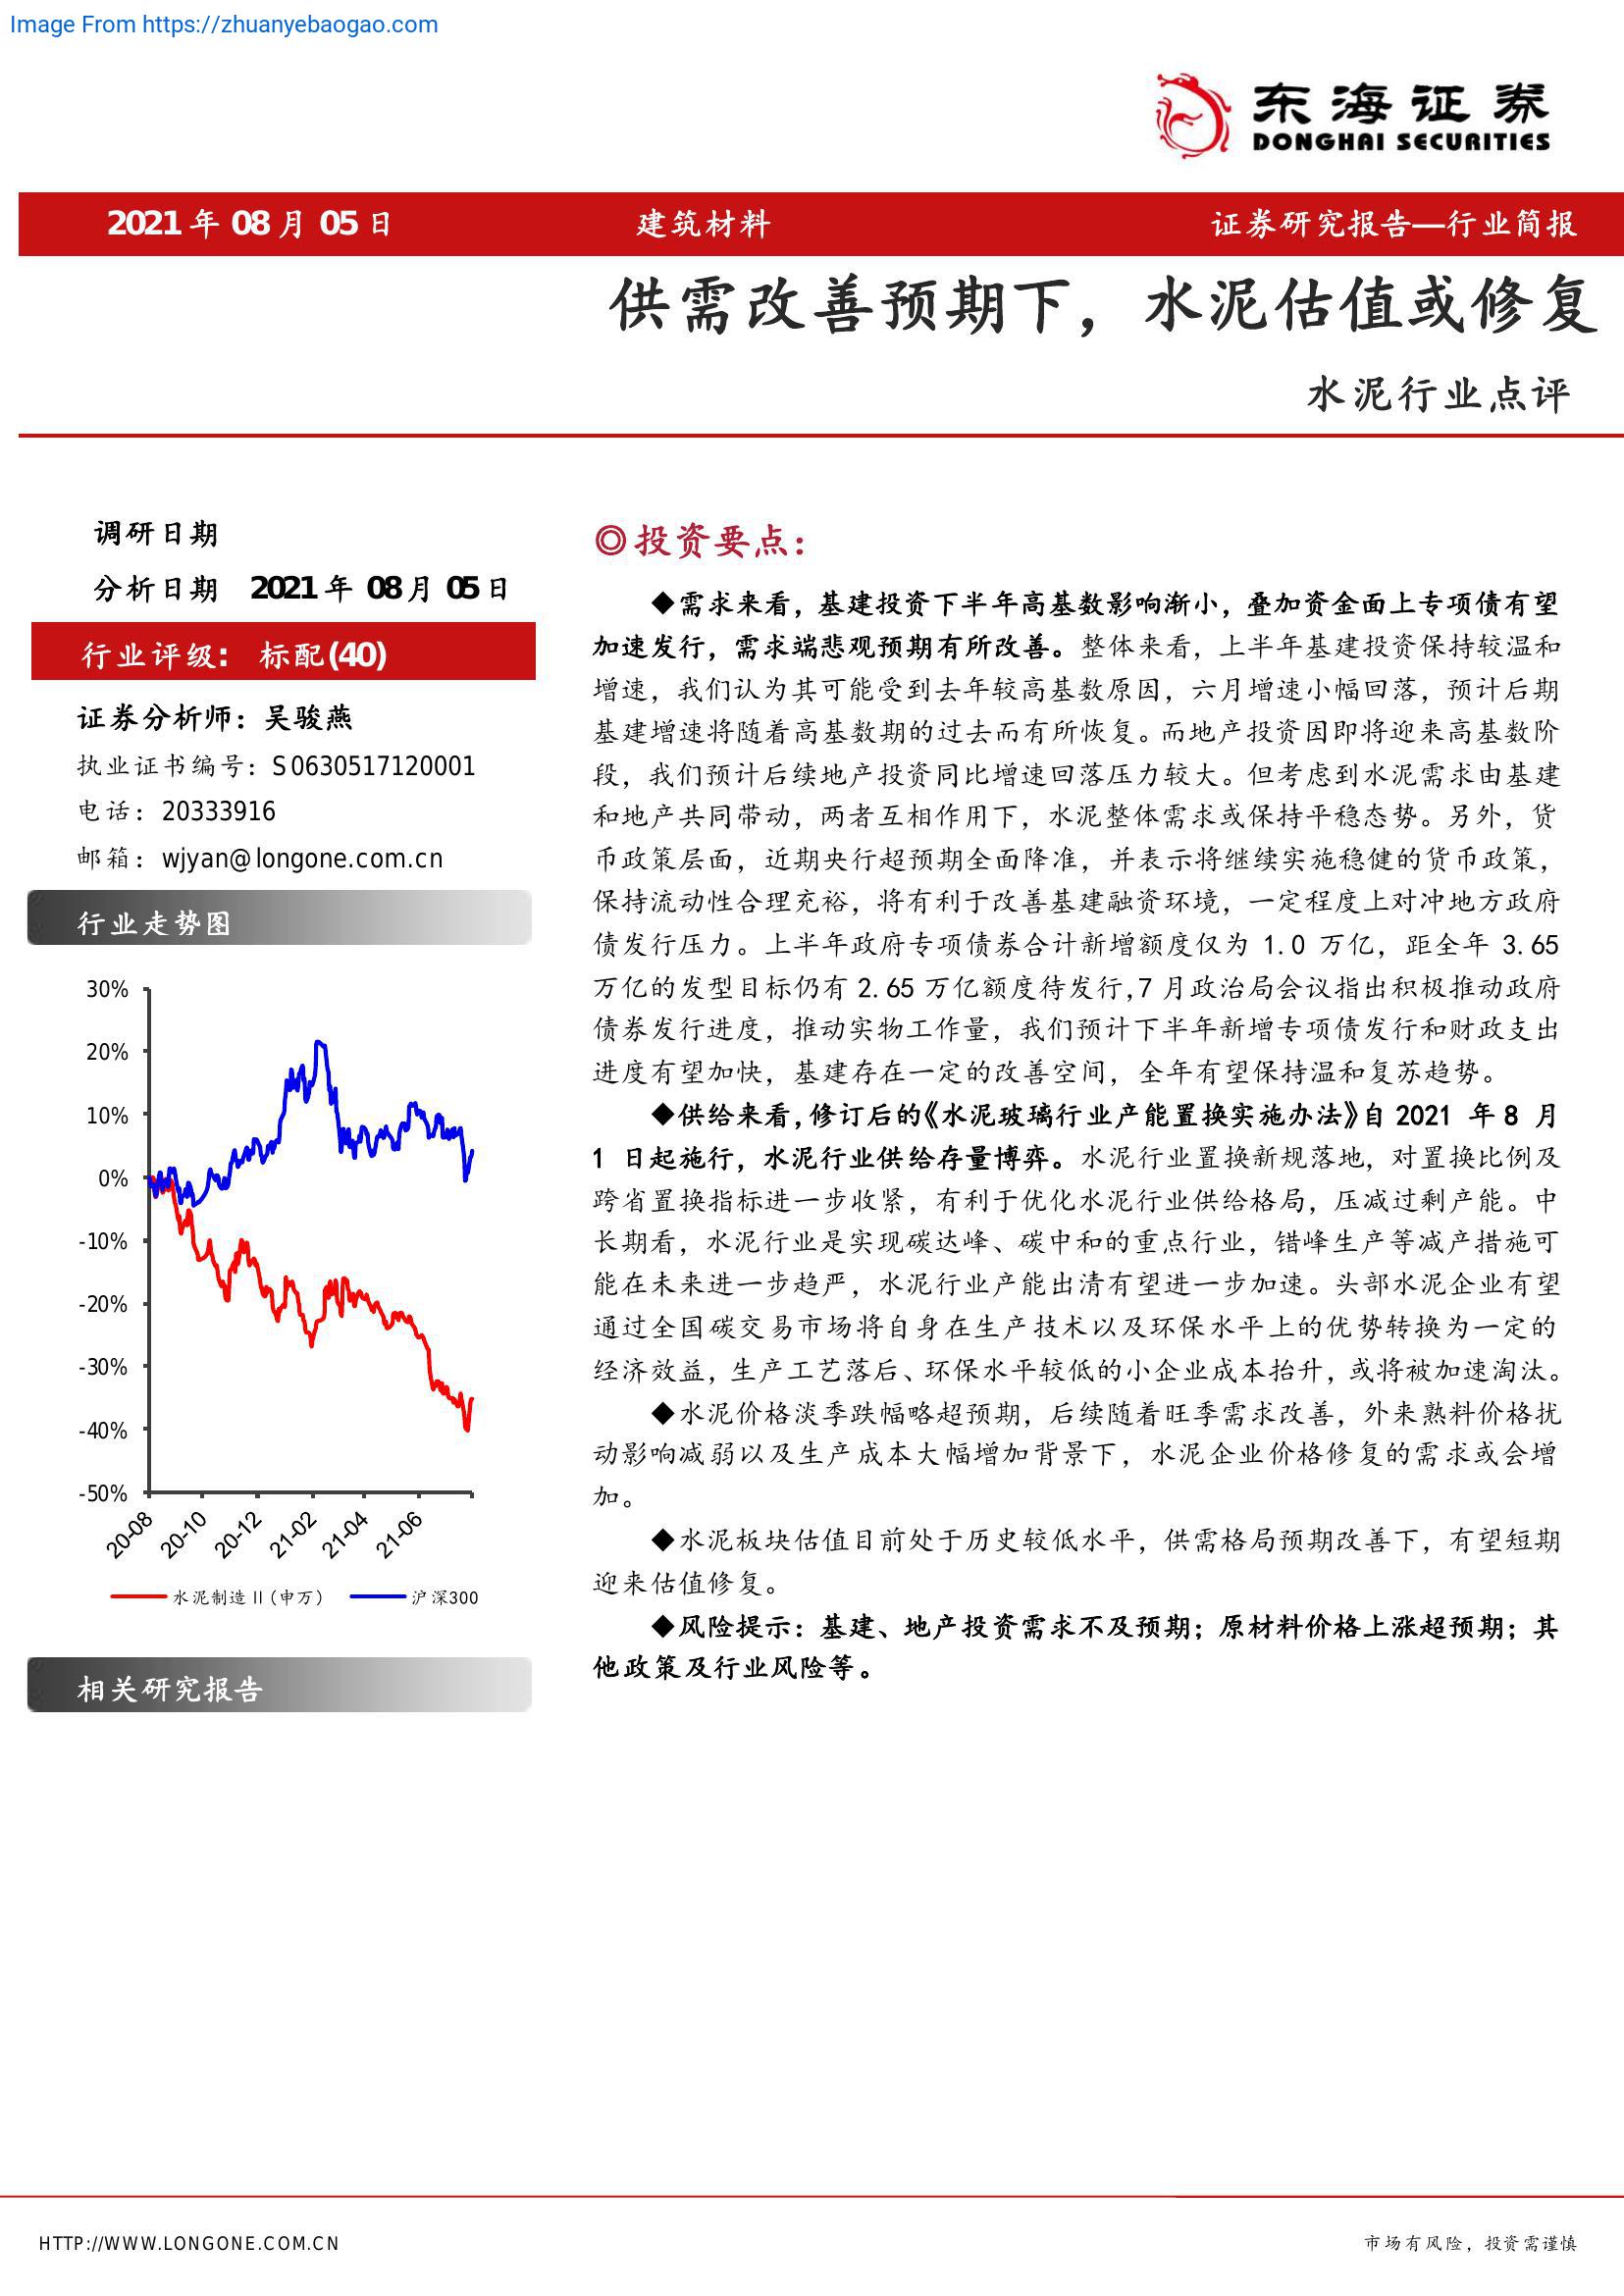 Image From https://zhuanyebaogao.com
东海证券
DONGHAI SECURITIES
2021 年 08 月 05 日 建筑材料 证券研究报告—行业简报
供需改善预期下，水泥估值或修复
水泥行业点评
调研日期
分析日期 2021 年 08 月 05 日
行业评级： 标配(40)
证券分析师：吴骏燕
执业证书编号：S0630517120001
电话：20333916
邮箱：wjyan@longone.com.cn
行业走势图
30%
20%
10%
0%
-10%
-20%
-30%
-40%
-50%
20-08 20-10 20-12 21-02 21-04 21-06
水泥制造Ⅱ(申万) 沪深300
相关研究报告
◎投资要点：
◆需求来看，基建投资下半年高基数影响渐小，叠加资金面上专项债有望
加速发行，需求端悲观预期有所改善。整体来看，上半年基建投资保持较温和
增速，我们认为其可能受到去年较高基数原因，六月增速小幅回落，预计后期
基建增速将随着高基数期的过去而有所恢复。而地产投资因即将迎来高基数阶
段，我们预计后续地产投资同比增速回落压力较大。但考虑到水泥需求由基建
和地产共同带动，两者互相作用下，水泥整体需求或保持平稳态势。另外，货
币政策层面，近期央行超预期全面降准，并表示将继续实施稳健的货币政策，
保持流动性合理充裕，将有利于改善基建融资环境，一定程度上对冲地方政府
债发行压力。上半年政府专项债券合计新增额度仅为 1.0 万亿，距全年 3.65
万亿的发型目标仍有 2.65 万亿额度待发行,7 月政治局会议指出积极推动政府
债券发行进度，推动实物工作量，我们预计下半年新增专项债发行和财政支出
进度有望加快，基建存在一定的改善空间，全年有望保持温和复苏趋势。
◆供给来看，修订后的《水泥玻璃行业产能置换实施办法》自 2021 年 8 月
1 日起施行，水泥行业供给存量博弈。水泥行业置换新规落地，对置换比例及
跨省置换指标进一步收紧，有利于优化水泥行业供给格局，压减过剩产能。中
长期看，水泥行业是实现碳达峰、碳中和的重点行业，错峰生产等减产措施可
能在未来进一步趋严，水泥行业产能出清有望进一步加速。头部水泥企业有望
通过全国碳交易市场将自身在生产技术以及环保水平上的优势转换为一定的
经济效益，生产工艺落后、环保水平较低的小企业成本抬升，或将被加速淘汰。
◆水泥价格淡季跌幅略超预期，后续随着旺季需求改善，外来熟料价格扰
动影响减弱以及生产成本大幅增加背景下，水泥企业价格修复的需求或会增
加。
◆水泥板块估值目前处于历史较低水平，供需格局预期改善下，有望短期
迎来估值修复。
◆风险提示：基建、地产投资需求不及预期；原材料价格上涨超预期；其
他政策及行业风险等。
HTTP://WWW.LONGONE.COM.CN 市场有风险，投资需谨慎